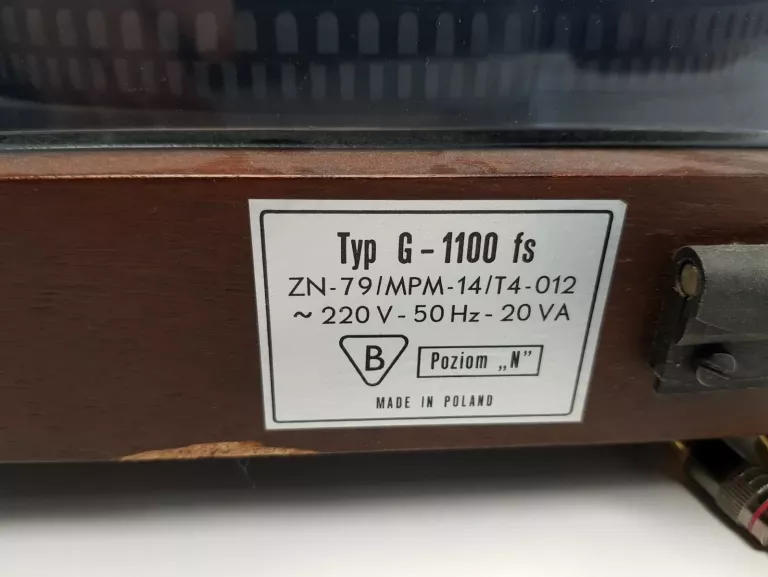 Typ G-1100 fs
ZN-79/MPM-14/T4-012
~ 220 V - 50 Hz - 20 VA
B Poziom „N”
MADE IN POLAND